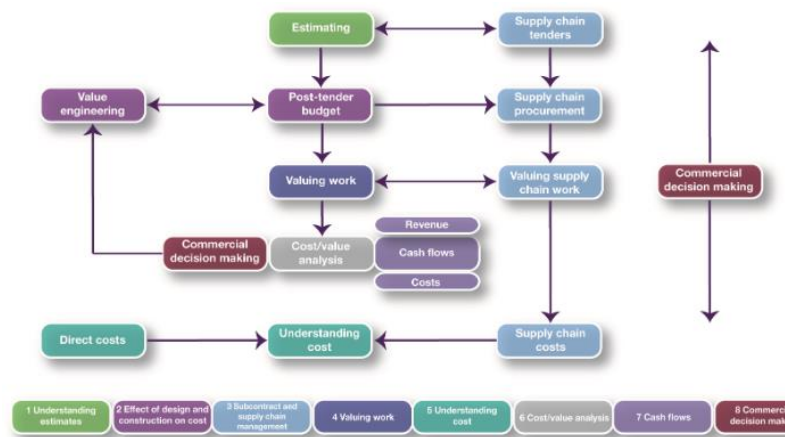 Estimating
Supply chain
tenders
Value
engineering
Post-tender
budget
Supply chain
procurement
Valuing work
Valuing supply
chain work
Commercial
decision making
Revenue
Commercial
decision making
Cost/value
analysis
Cash flows
Costs
Direct costs
Understanding
cost
Supply chain
costs
1 Understanding
estimates
2 Effect of design and
construction on cost
3 Subcontract and
supply chain
management
4 Valuing work
5 Understanding
cost
6 Cost/value analysis
7 Cash flows
8 Commerc
decision mak